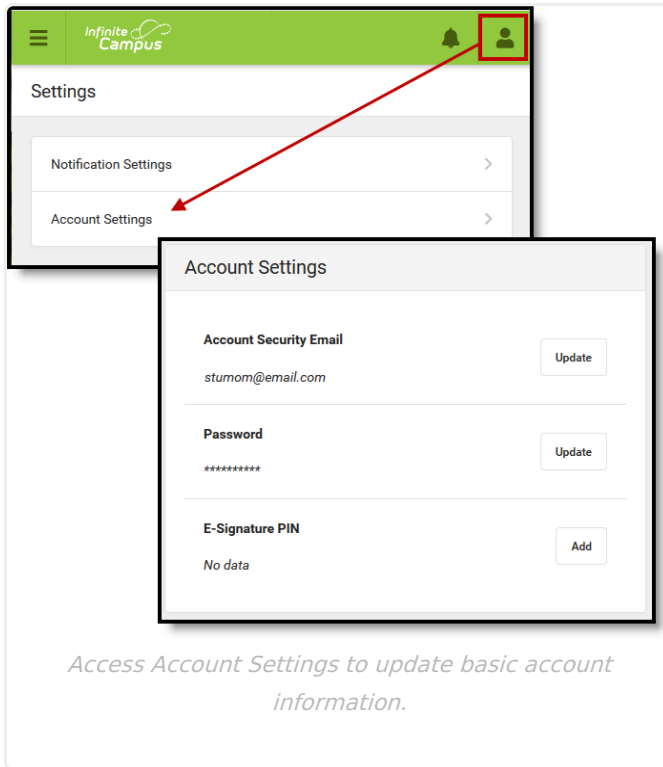 Infinite
Campus
Settings
Notification Settings
Account Settings
Account Settings
Account Security Email
Update
stumom@email.com
Password
Update
**********
E-Signature PIN
Add
No data
Access Account Settings to update basic account
information.